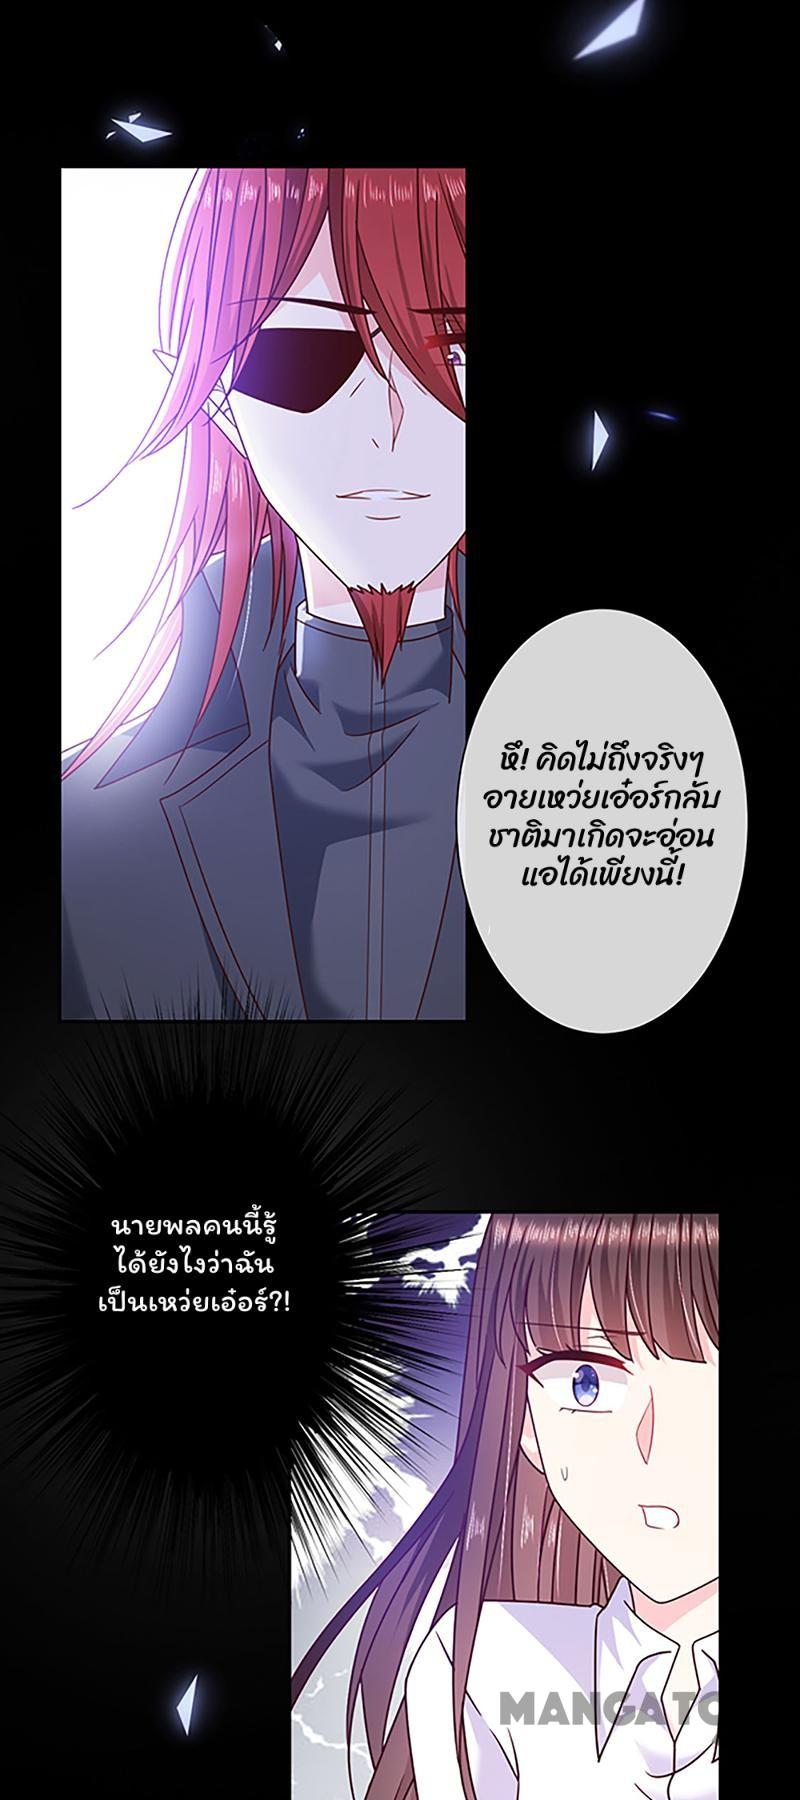 หึ! คิดไม่ถึงจริงๆ
อายเหว่ยเอ๋อร์กลับ
ชาติมาเกิดจะอ่อน
แอได้เพียงนี้!
นายพลคนนี้รู้
ได้ยังไงว่าฉัน
เป็นเหว่ยเอ๋อร์?!
MANGATO